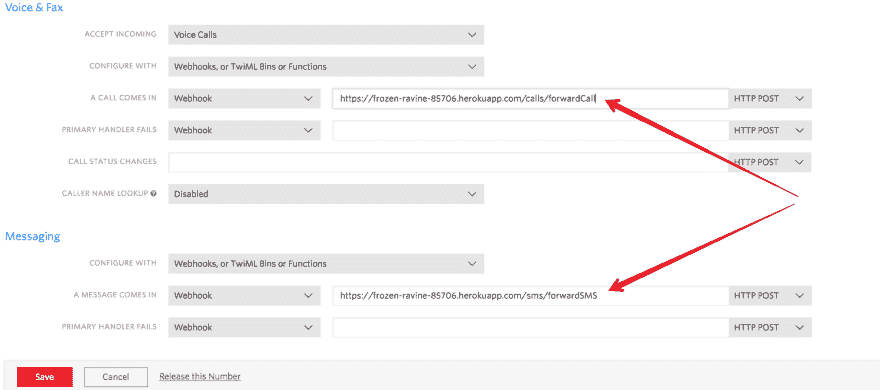 Voice & Fax
ACCEPT INCOMING Voice Calls
CONFIGURE WITH Webhooks, or TwiML Bins or Functions
A CALL COMES IN Webhook https://frozen-ravine-85706.herokuapp.com/calls/forwardCall HTTP POST
PRIMARY HANDLER FAILS Webhook HTTP POST
CALL STATUS CHANGES HTTP POST
CALLER NAME LOOKUP Disabled
Messaging
CONFIGURE WITH Webhooks, or TwiML Bins or Functions
A MESSAGE COMES IN Webhook https://frozen-ravine-85706.herokuapp.com/sms/forwardSMS HTTP POST
PRIMARY HANDLER FAILS Webhook HTTP POST
Save Cancel Release this Number